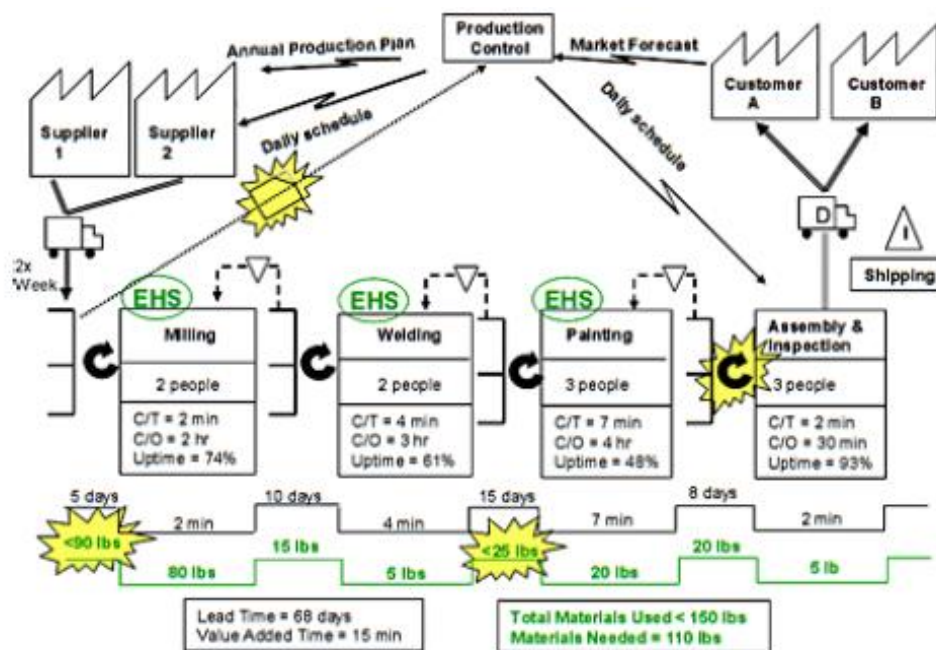 Production
Control
Annual Production Plan
Market Forecast
Customer
A
Customer
B
Supplier
1
Supplier
2
Daily schedule
Daily schedule
D
I
Shipping
2x
Week
EHS
Milling
2 people
C/T = 2 min
C/O = 2 hr
Uptime = 74%
EHS
Welding
2 people
C/T = 4 min
C/O = 3 hr
Uptime = 61%
EHS
Painting
3 people
C/T = 7 min
C/O = 4 hr
Uptime = 48%
Assembly &
Inspection
3 people
C/T = 2 min
C/O = 30 min
Uptime = 93%
5 days
2 min
10 days
4 min
15 days
7 min
8 days
2 min
<90 lbs
80 lbs
15 lbs
5 lbs
<25 lbs
20 lbs
20 lbs
5 lb
Lead Time = 68 days
Value Added Time = 15 min
Total Materials Used < 150 lbs
Materials Needed = 110 lbs